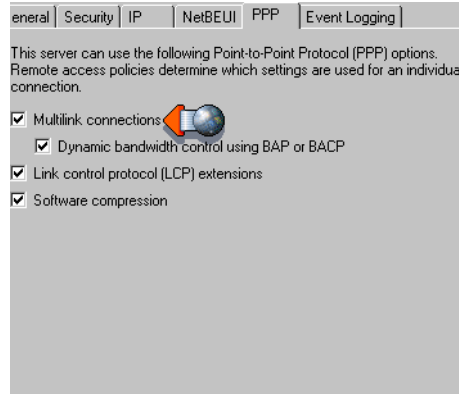 eneral Security IP NetBEUI PPP Event Logging
This server can use the following Point-to-Point Protocol (PPP) options.
Remote access policies determine which settings are used for an individua
connection.
Multilink connections
Dynamic bandwidth control using BAP or BACP
Link control protocol (LCP) extensions
Software compression